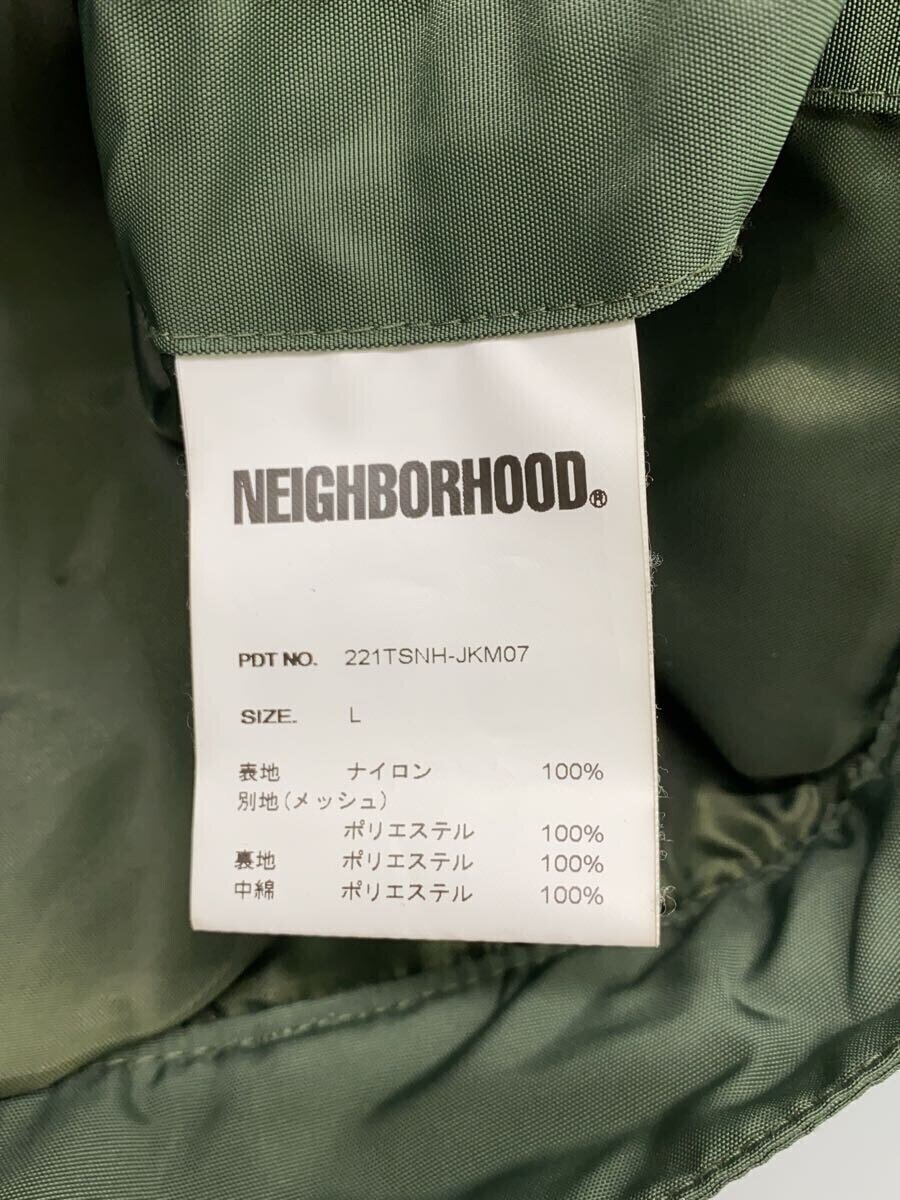 NEIGHBORHOOD®
PDT NO. 221TSNH-JKM07
SIZE. L
表地 ナイロン 100%
別地(メッシュ)
ポリエステル 100%
裏地 ポリエステル 100%
中綿 ポリエステル 100%